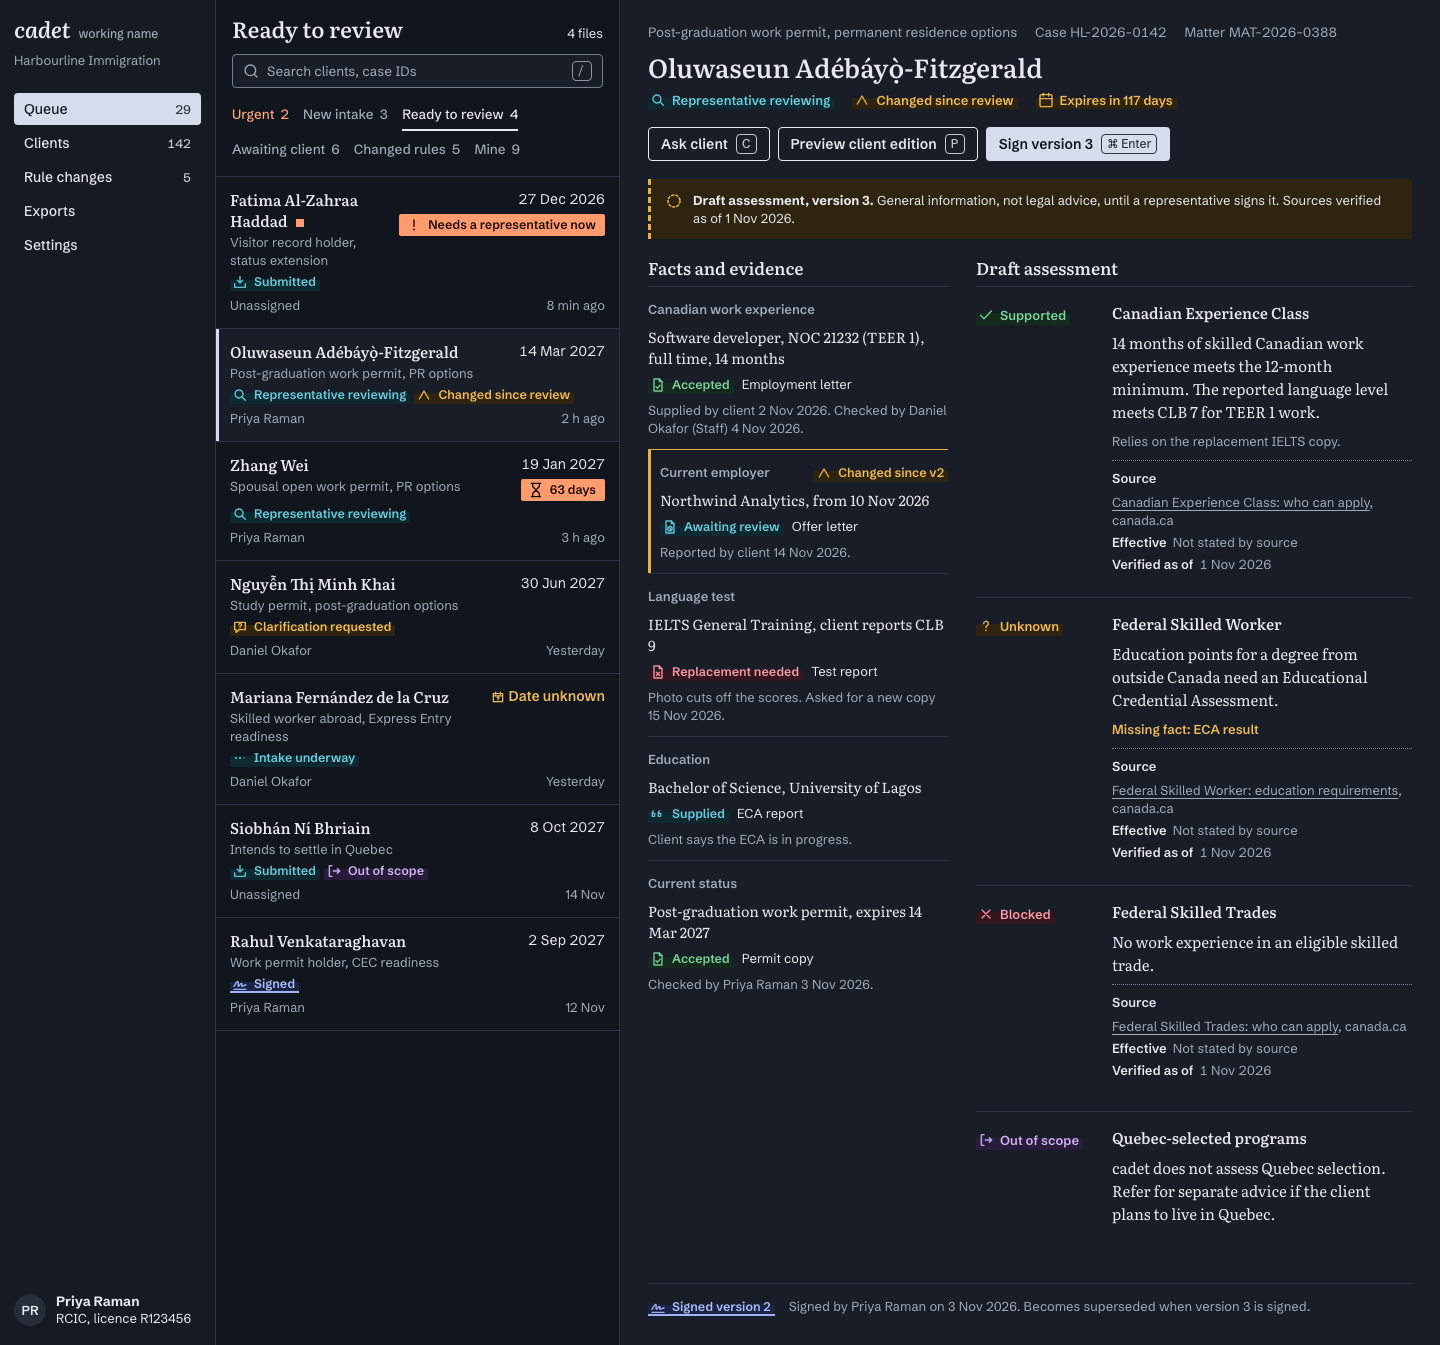 cadet working name
Harbourline Immigration
Queue 29
Clients 142
Rule changes 5
Exports
Settings
PR
Priya Raman
RCIC, licence R123456
Ready to review 4 files
Search clients, case IDs /
Urgent 2 New intake 3 Ready to review 4
Awaiting client 6 Changed rules 5 Mine 9
Fatima Al-Zahraa 27 Dec 2026
Haddad ! Needs a representative now
Visitor record holder,
status extension
Submitted
Unassigned 8 min ago
Oluwaseun Adébáyọ̀-Fitzgerald 14 Mar 2027
Post-graduation work permit, PR options
Representative reviewing Changed since review
Priya Raman 2 h ago
Zhang Wei 19 Jan 2027
Spousal open work permit, PR options 63 days
Representative reviewing
Priya Raman 3 h ago
Nguyễn Thị Minh Khai 30 Jun 2027
Study permit, post-graduation options
Clarification requested
Daniel Okafor Yesterday
Mariana Fernández de la Cruz Date unknown
Skilled worker abroad, Express Entry
readiness
Intake underway
Daniel Okafor Yesterday
Siobhán Ní Bhriain 8 Oct 2027
Intends to settle in Quebec
Submitted Out of scope
Unassigned 14 Nov
Rahul Venkataraghavan 2 Sep 2027
Work permit holder, CEC readiness
Signed
Priya Raman 12 Nov
Post-graduation work permit, permanent residence options Case HL-2026-0142 Matter MAT-2026-0388
Oluwaseun Adébáyọ̀-Fitzgerald
Representative reviewing Changed since review Expires in 117 days
Ask client C Preview client edition P Sign version 3 ⌘ Enter
Draft assessment, version 3. General information, not legal advice, until a representative signs it. Sources verified
as of 1 Nov 2026.
Facts and evidence
Canadian work experience
Software developer, NOC 21232 (TEER 1),
full time, 14 months
Accepted Employment letter
Supplied by client 2 Nov 2026. Checked by Daniel
Okafor (Staff) 4 Nov 2026.
Current employer Changed since v2
Northwind Analytics, from 10 Nov 2026
Awaiting review Offer letter
Reported by client 14 Nov 2026.
Language test
IELTS General Training, client reports CLB
9
Replacement needed Test report
Photo cuts off the scores. Asked for a new copy
15 Nov 2026.
Education
Bachelor of Science, University of Lagos
Supplied ECA report
Client says the ECA is in progress.
Current status
Post-graduation work permit, expires 14
Mar 2027
Accepted Permit copy
Checked by Priya Raman 3 Nov 2026.
Draft assessment
Supported Canadian Experience Class
14 months of skilled Canadian work
experience meets the 12-month
minimum. The reported language level
meets CLB 7 for TEER 1 work.
Relies on the replacement IELTS copy.
Source
Canadian Experience Class: who can apply,
canada.ca
Effective Not stated by source
Verified as of 1 Nov 2026
? Unknown Federal Skilled Worker
Education points for a degree from
outside Canada need an Educational
Credential Assessment.
Missing fact: ECA result
Source
Federal Skilled Worker: education requirements,
canada.ca
Effective Not stated by source
Verified as of 1 Nov 2026
Blocked Federal Skilled Trades
No work experience in an eligible skilled
trade.
Source
Federal Skilled Trades: who can apply, canada.ca
Effective Not stated by source
Verified as of 1 Nov 2026
Out of scope Quebec-selected programs
cadet does not assess Quebec selection.
Refer for separate advice if the client
plans to live in Quebec.
Signed version 2 Signed by Priya Raman on 3 Nov 2026. Becomes superseded when version 3 is signed.